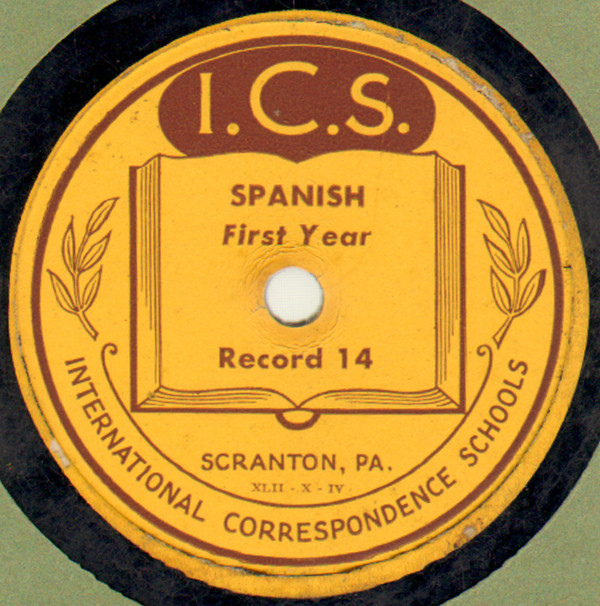 I.C.S.
SPANISH
First Year
Record 14
SCRANTON, PA.
XLII - X - IV
INTERNATIONAL CORRESPONDENCE SCHOOLS